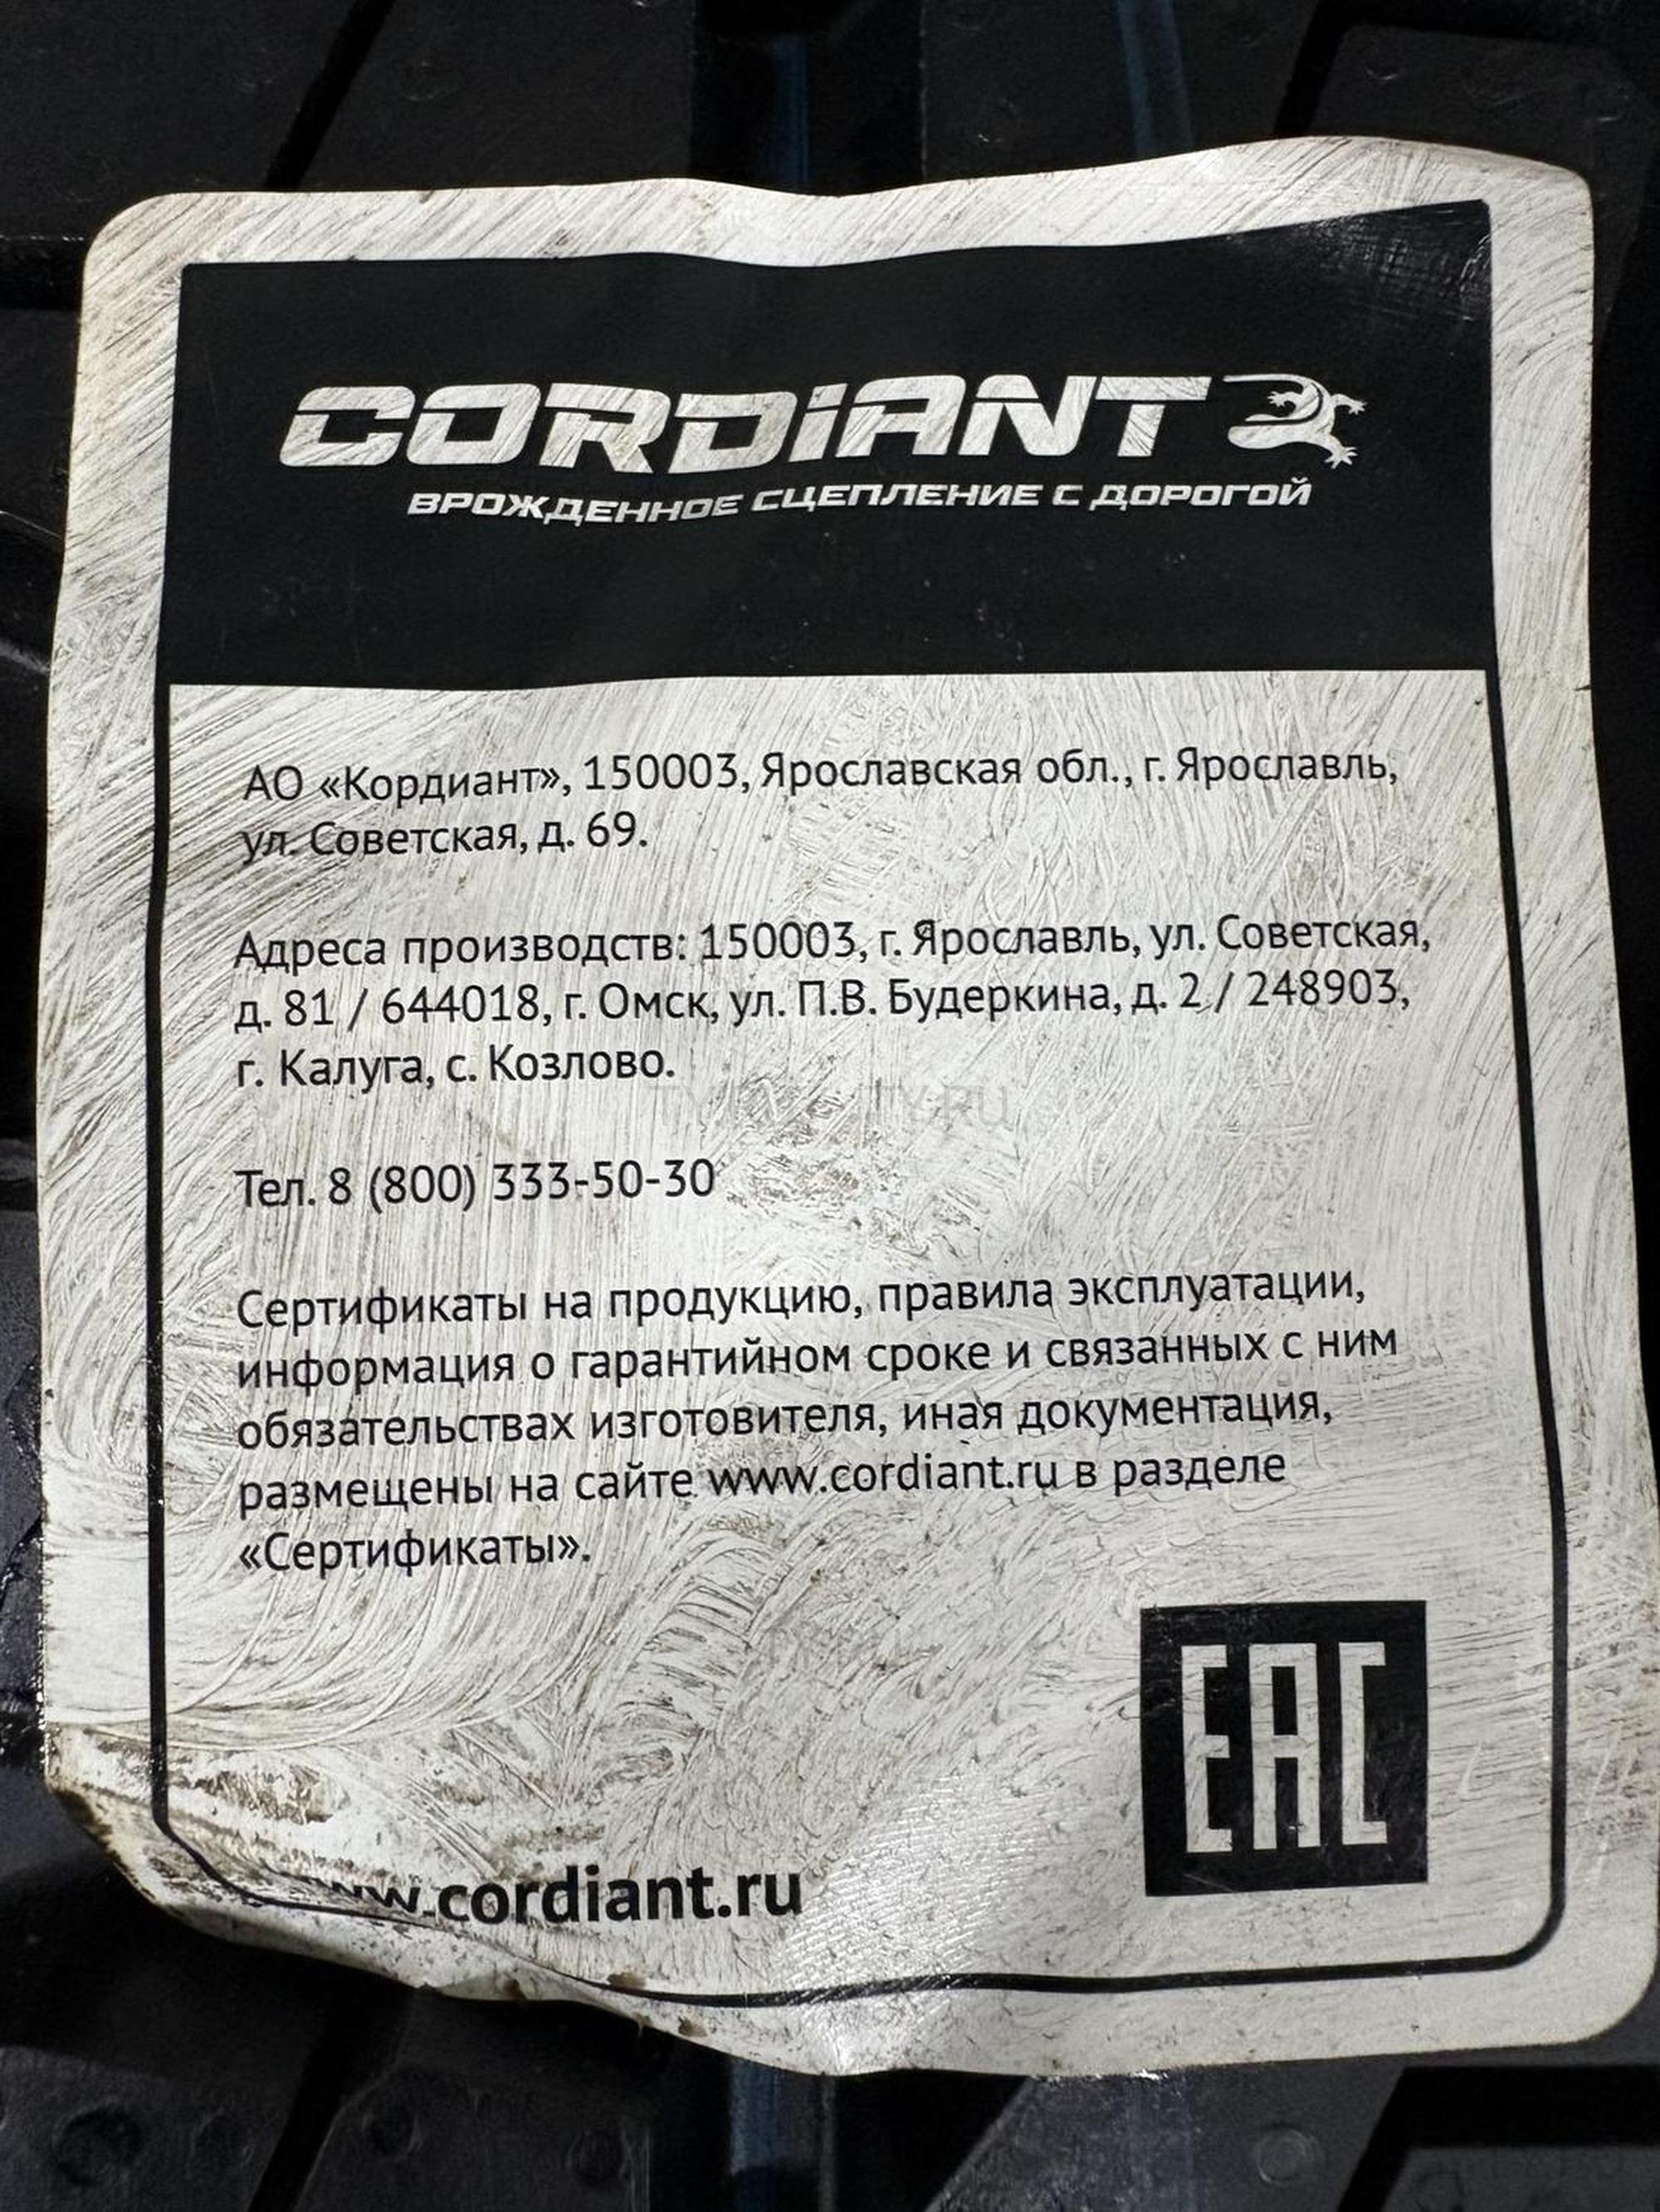 CORDIANT
ВРОЖДЕННОЕ СЦЕПЛЕНИЕ С ДОРОГОЙ
АО «Кордиант», 150003, Ярославская обл., г. Ярославль,
ул. Советская, д. 69.
Адреса производств: 150003, г. Ярославль, ул. Советская,
д. 81 / 644018, г. Омск, ул. П.В. Будеркина, д. 2 / 248903,
г. Калуга, с. Козлово.
Тел. 8 (800) 333-50-30
Сертификаты на продукцию, правила эксплуатации,
информация о гарантийном сроке и связанных с ним
обязательствах изготовителя, иная документация,
размещены на сайте www.cordiant.ru в разделе
«Сертификаты».
EAC
www.cordiant.ru